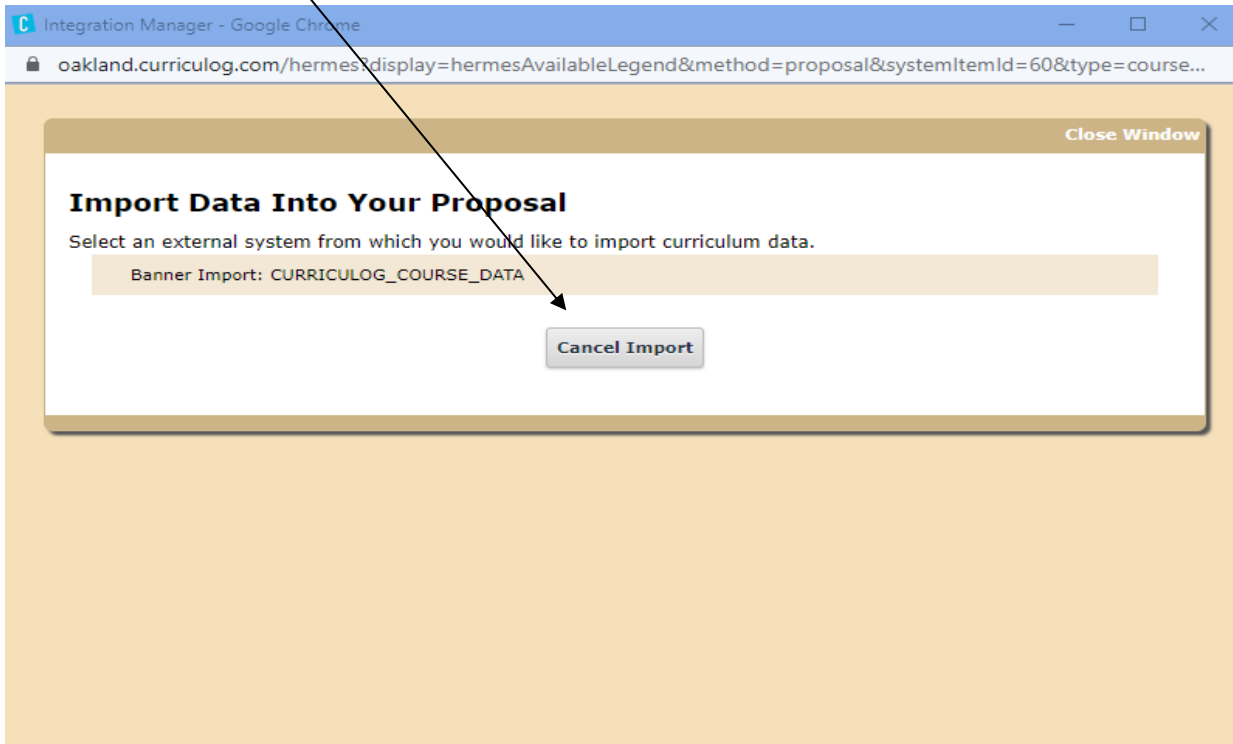 C Integration Manager - Google Chrome
oakland.curriculog.com/hermes?display=hermesAvailableLegend&method=proposal&systemItemId=60&type=course...
Close Window
Import Data Into Your Proposal
Select an external system from which you would like to import curriculum data.
Banner Import: CURRICULOG_COURSE_DATA
Cancel Import